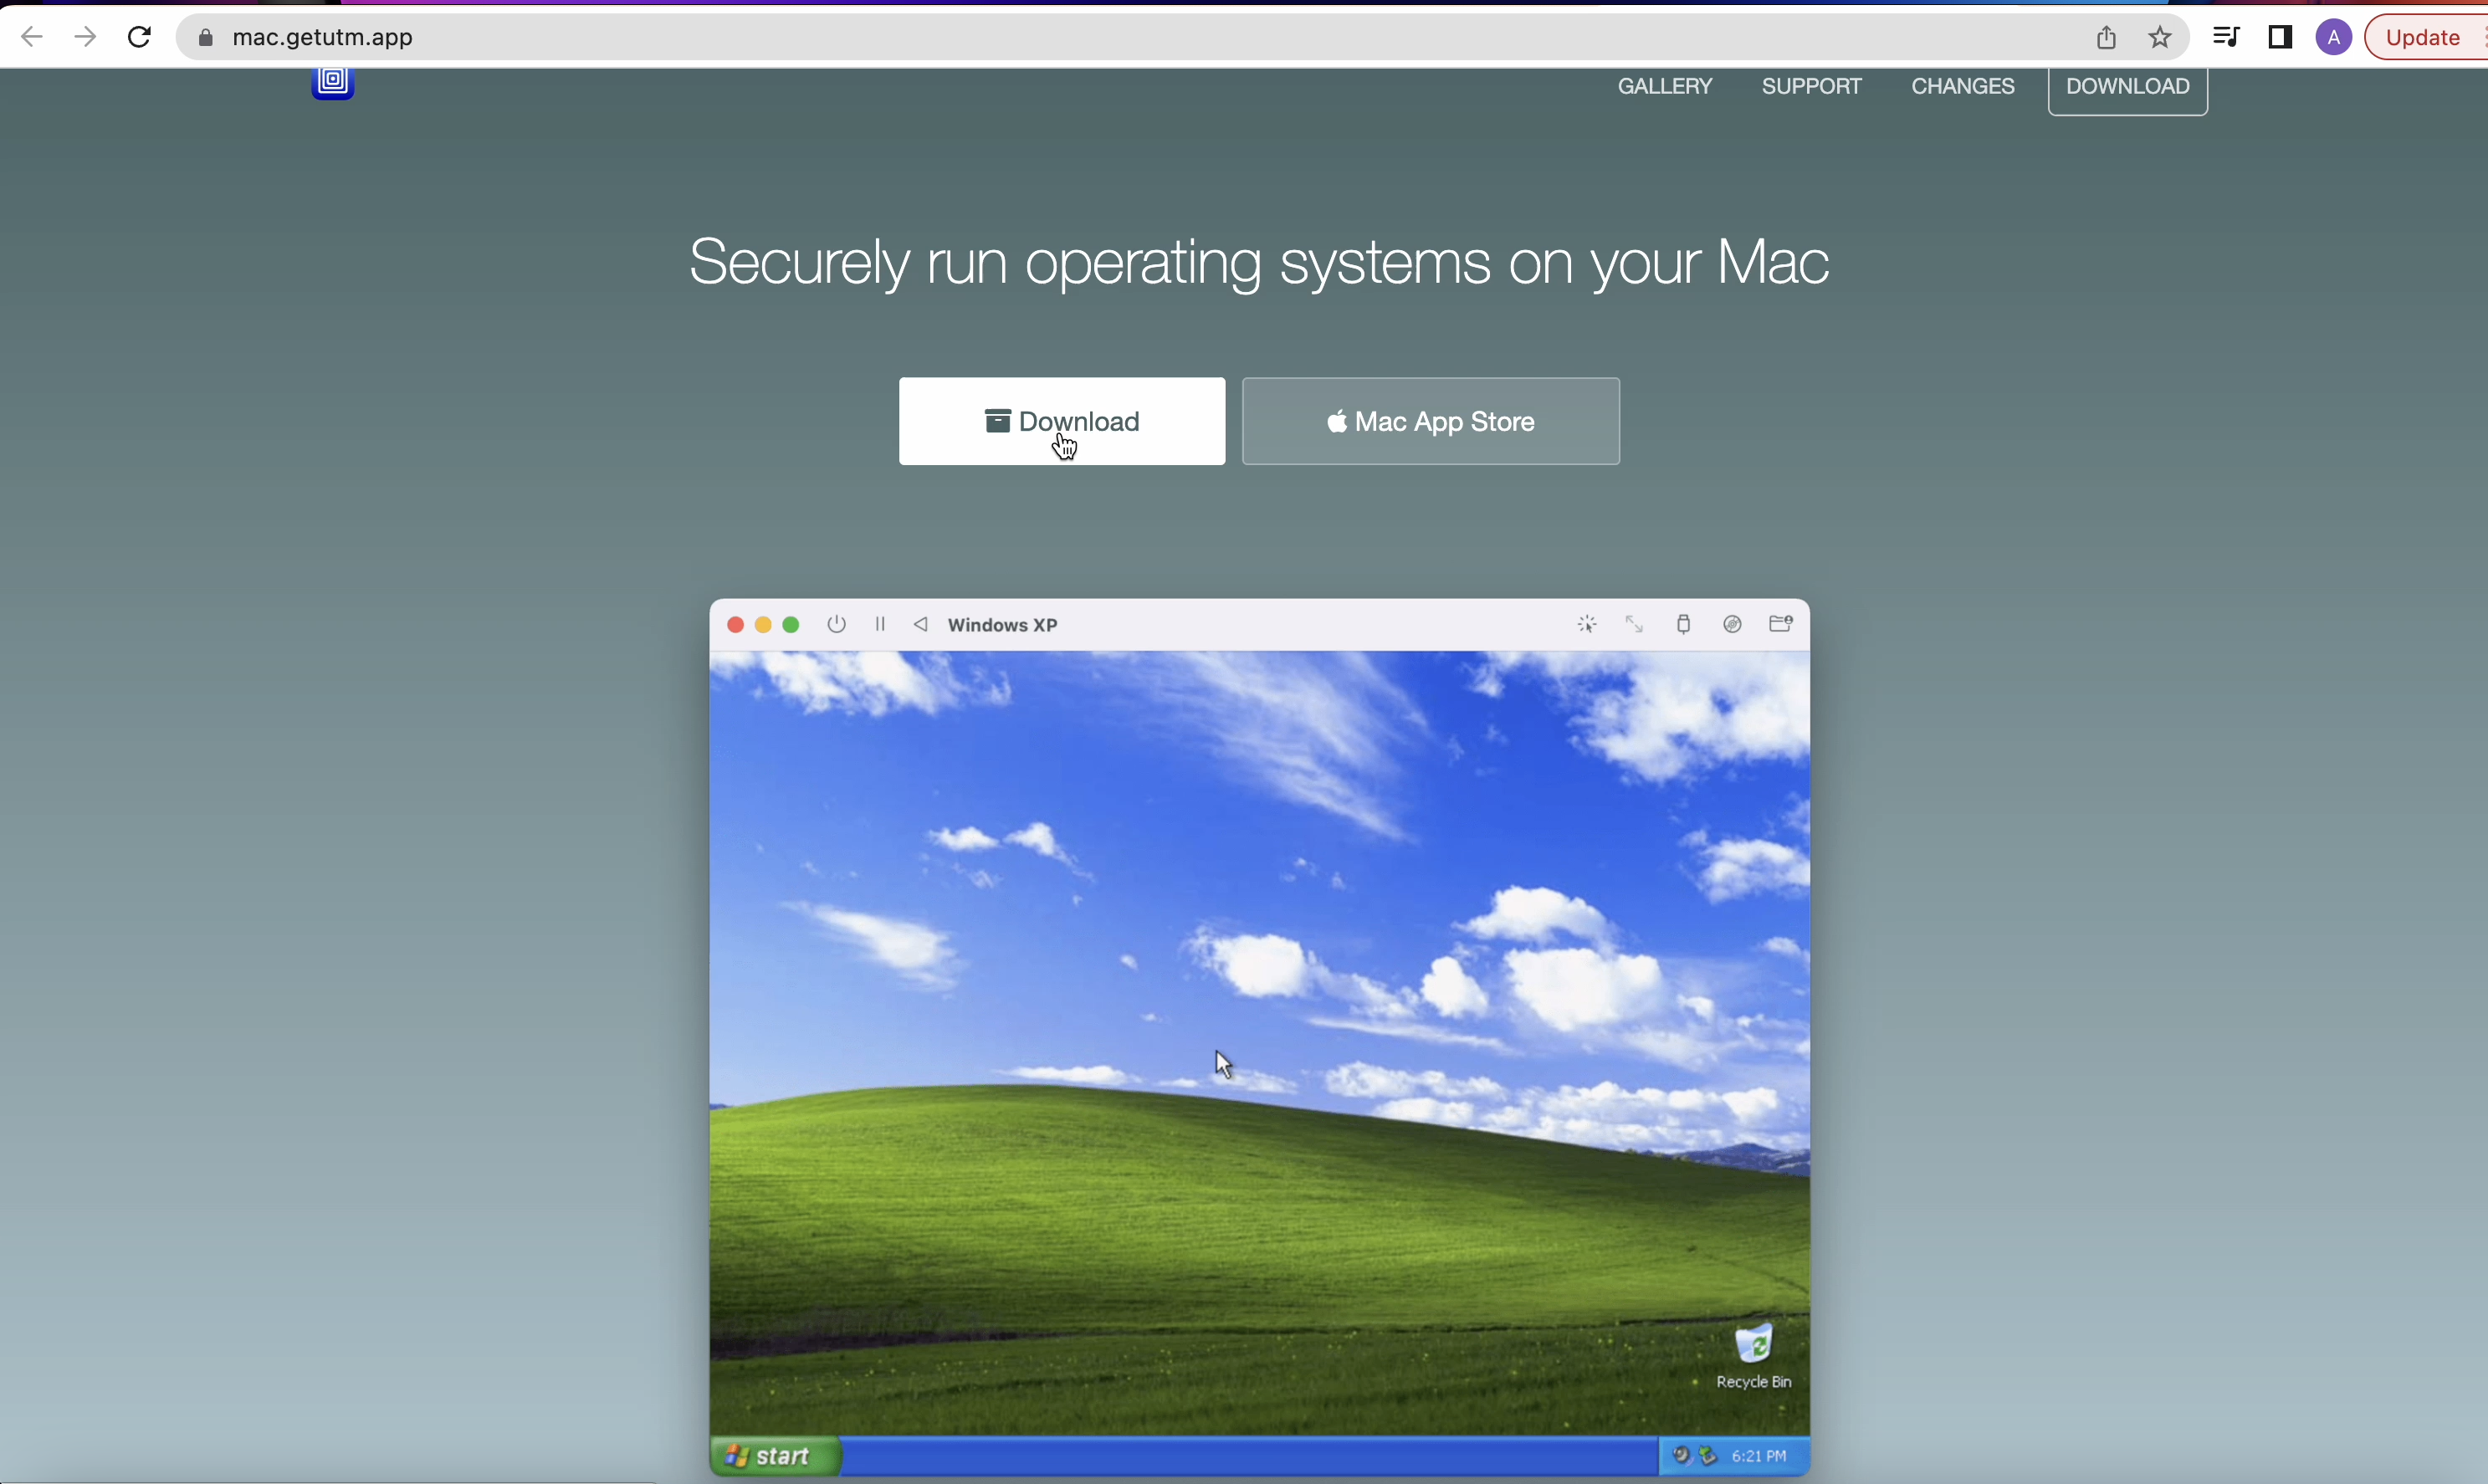 mac.getutm.app
A
Update
GALLERY
SUPPORT
CHANGES
DOWNLOAD
Securely run operating systems on your Mac
Download
Mac App Store
Windows XP
Recycle Bin
start
6:21 PM